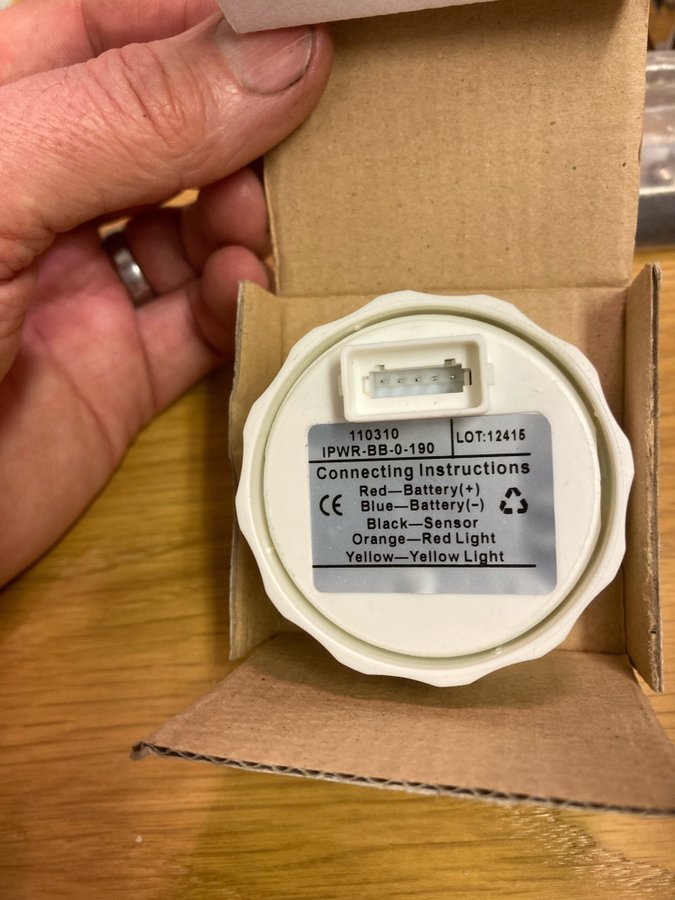 110310
IPWR-BB-0-190
LOT:12415
Connecting Instructions
Red—Battery(+)
CE Blue—Battery(-)
Black—Sensor
Orange—Red Light
Yellow—Yellow Light